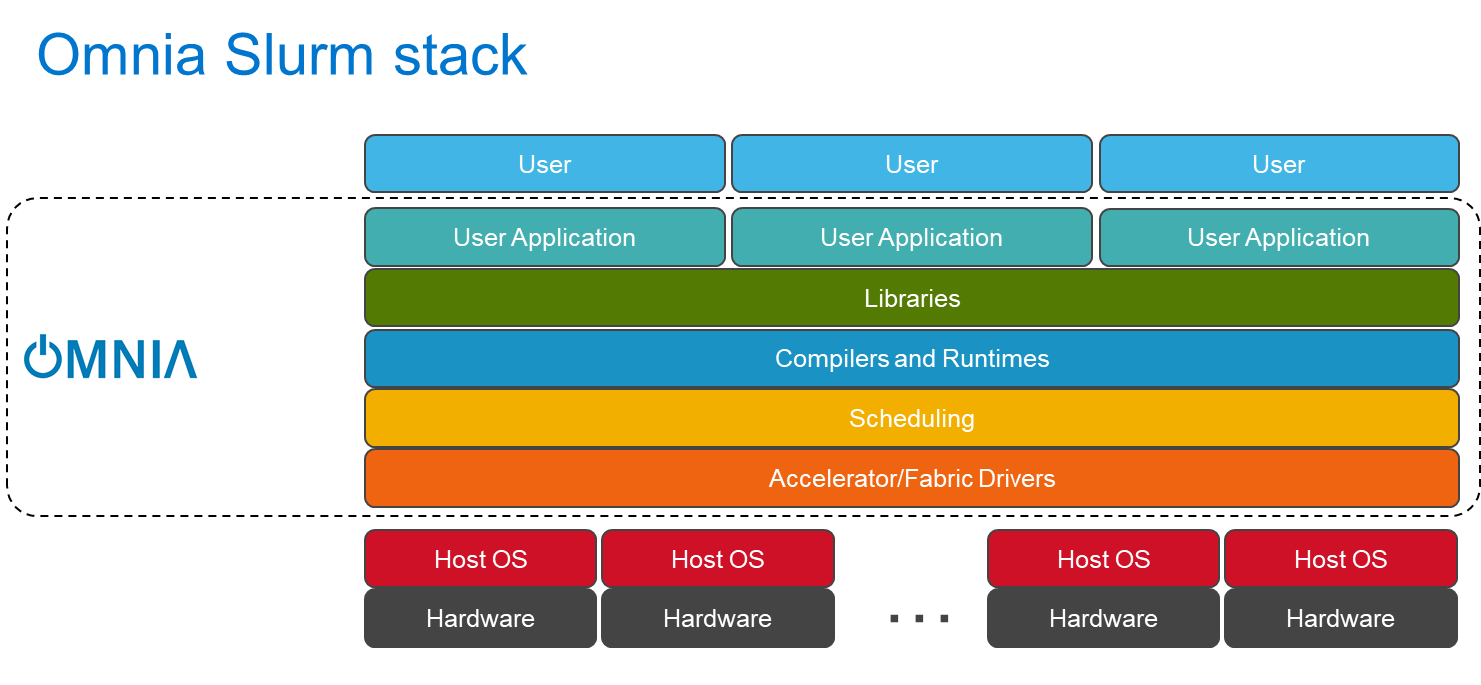 Omnia Slurm stack
User User User
User Application User Application User Application
Libraries
OMNIA
Compilers and Runtimes
Scheduling
Accelerator/Fabric Drivers
Host OS Host OS Host OS Host OS
Hardware Hardware ... Hardware Hardware